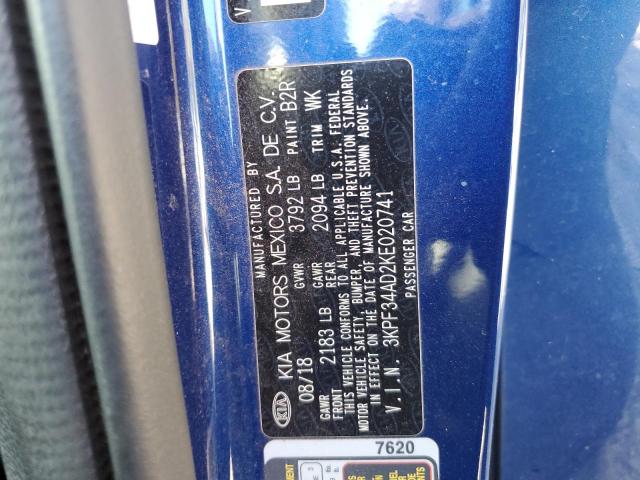 MANUFACTURED BY
KIA KIA MOTORS MEXICO S.A. DE C.V.
08/18 GVWR 3792 LB PAINT B2R
GAWR FRONT 2183 LB GAWR REAR 2094 LB TRIM WK
THIS VEHICLE CONFORMS TO ALL APPLICABLE U.S.A. FEDERAL
MOTOR VEHICLE SAFETY, BUMPER, AND THEFT PREVENTION STANDARDS
IN EFFECT ON THE DATE OF MANUFACTURE SHOWN ABOVE.
V.I.N. 3KPF34AD2KE020741
PASSENGER CAR
7620